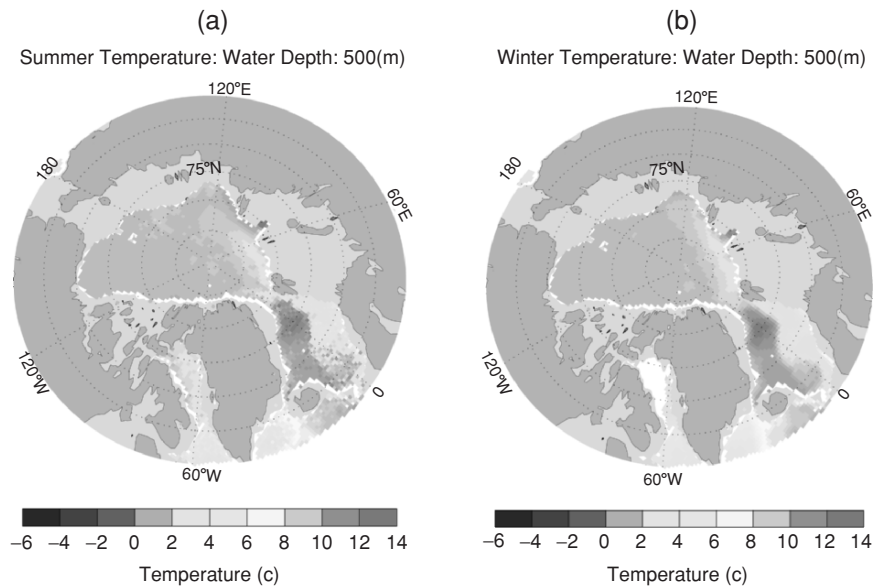 (a)
Summer Temperature: Water Depth: 500(m)
120°E
180
75°N
60°E
120°W
0
60°W
−6 −4 −2 0 2 4 6 8 10 12 14
Temperature (c)
(b)
Winter Temperature: Water Depth: 500(m)
120°E
180
75°N
60°E
120°W
0
60°W
−6 −4 −2 0 2 4 6 8 10 12 14
Temperature (c)